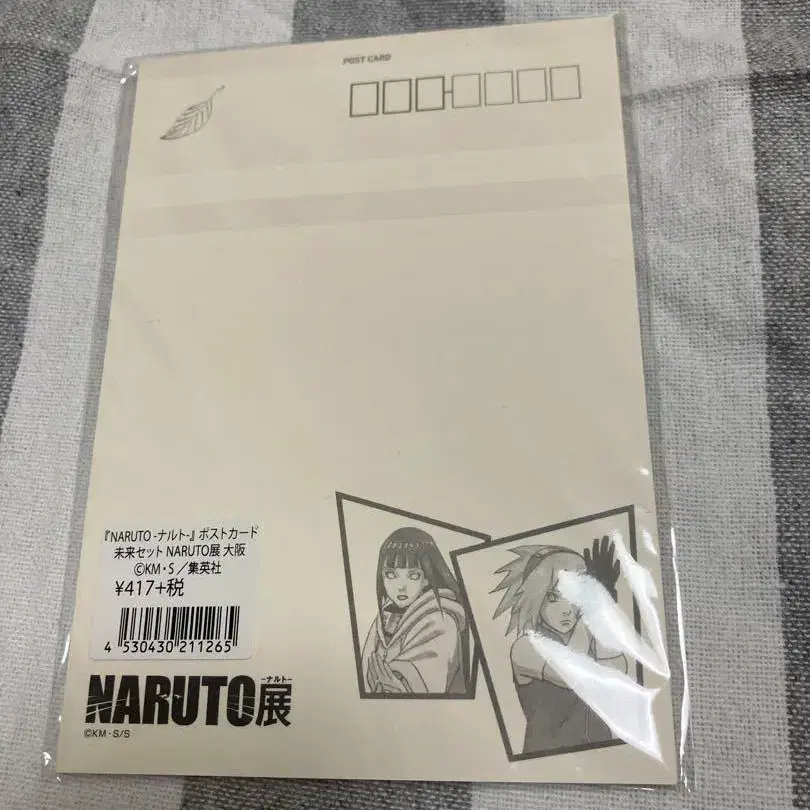 POST CARD
『NARUTO -ナルト-』 ポストカード
未来セット NARUTO展 大阪
©KM・S／集英社
¥417+税
4 530430 211265
-ナルト-
NARUTO展
©KM・S/S